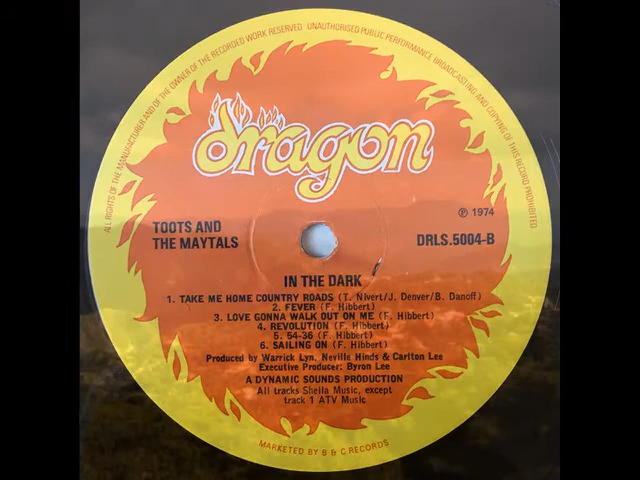 ALL RIGHTS OF THE MANUFACTURER AND OF THE OWNER OF THE RECORDED WORK RESERVED UNAUTHORISED PUBLIC PERFORMANCE BROADCASTING AND COPYING OF THIS RECORD PROHIBITED
dragon
TOOTS AND
THE MAYTALS
℗ 1974
DRLS.5004-B
IN THE DARK
1. TAKE ME HOME COUNTRY ROADS (T. Nivert/J. Denver/B. Danoff)
2. FEVER (F. Hibbert)
3. LOVE GONNA WALK OUT ON ME (F. Hibbert)
4. REVOLUTION (F. Hibbert)
5. 54-36 (F. Hibbert)
6. SAILING ON (F. Hibbert)
Produced by Warrick Lyn, Neville Hinds & Carlton Lee
Executive Producer: Byron Lee
A DYNAMIC SOUNDS PRODUCTION
All tracks Sheila Music, except
track 1 ATV Music
MARKETED BY B & C RECORDS